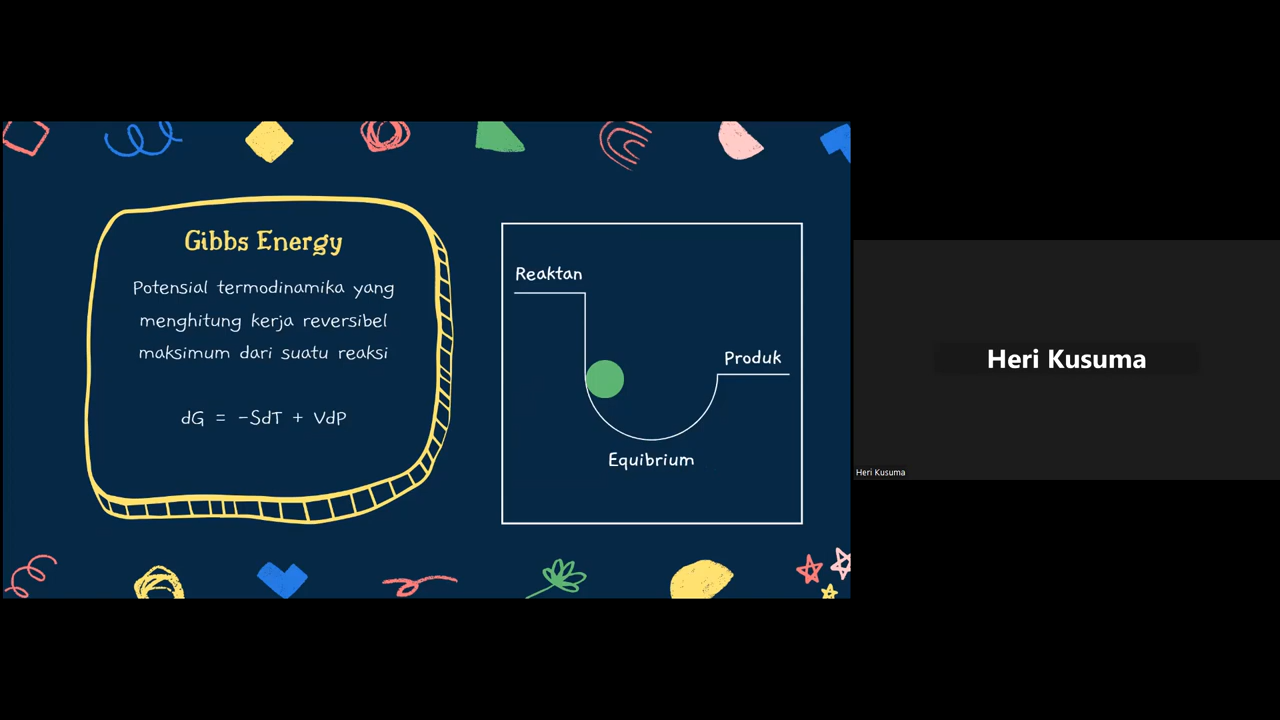 Gibbs Energy
Potensial termodinamika yang
menghitung kerja reversibel
maksimum dari suatu reaksi
dG = -SdT + VdP
Reaktan
Produk
Equibrium
Heri Kusuma
Heri Kusuma